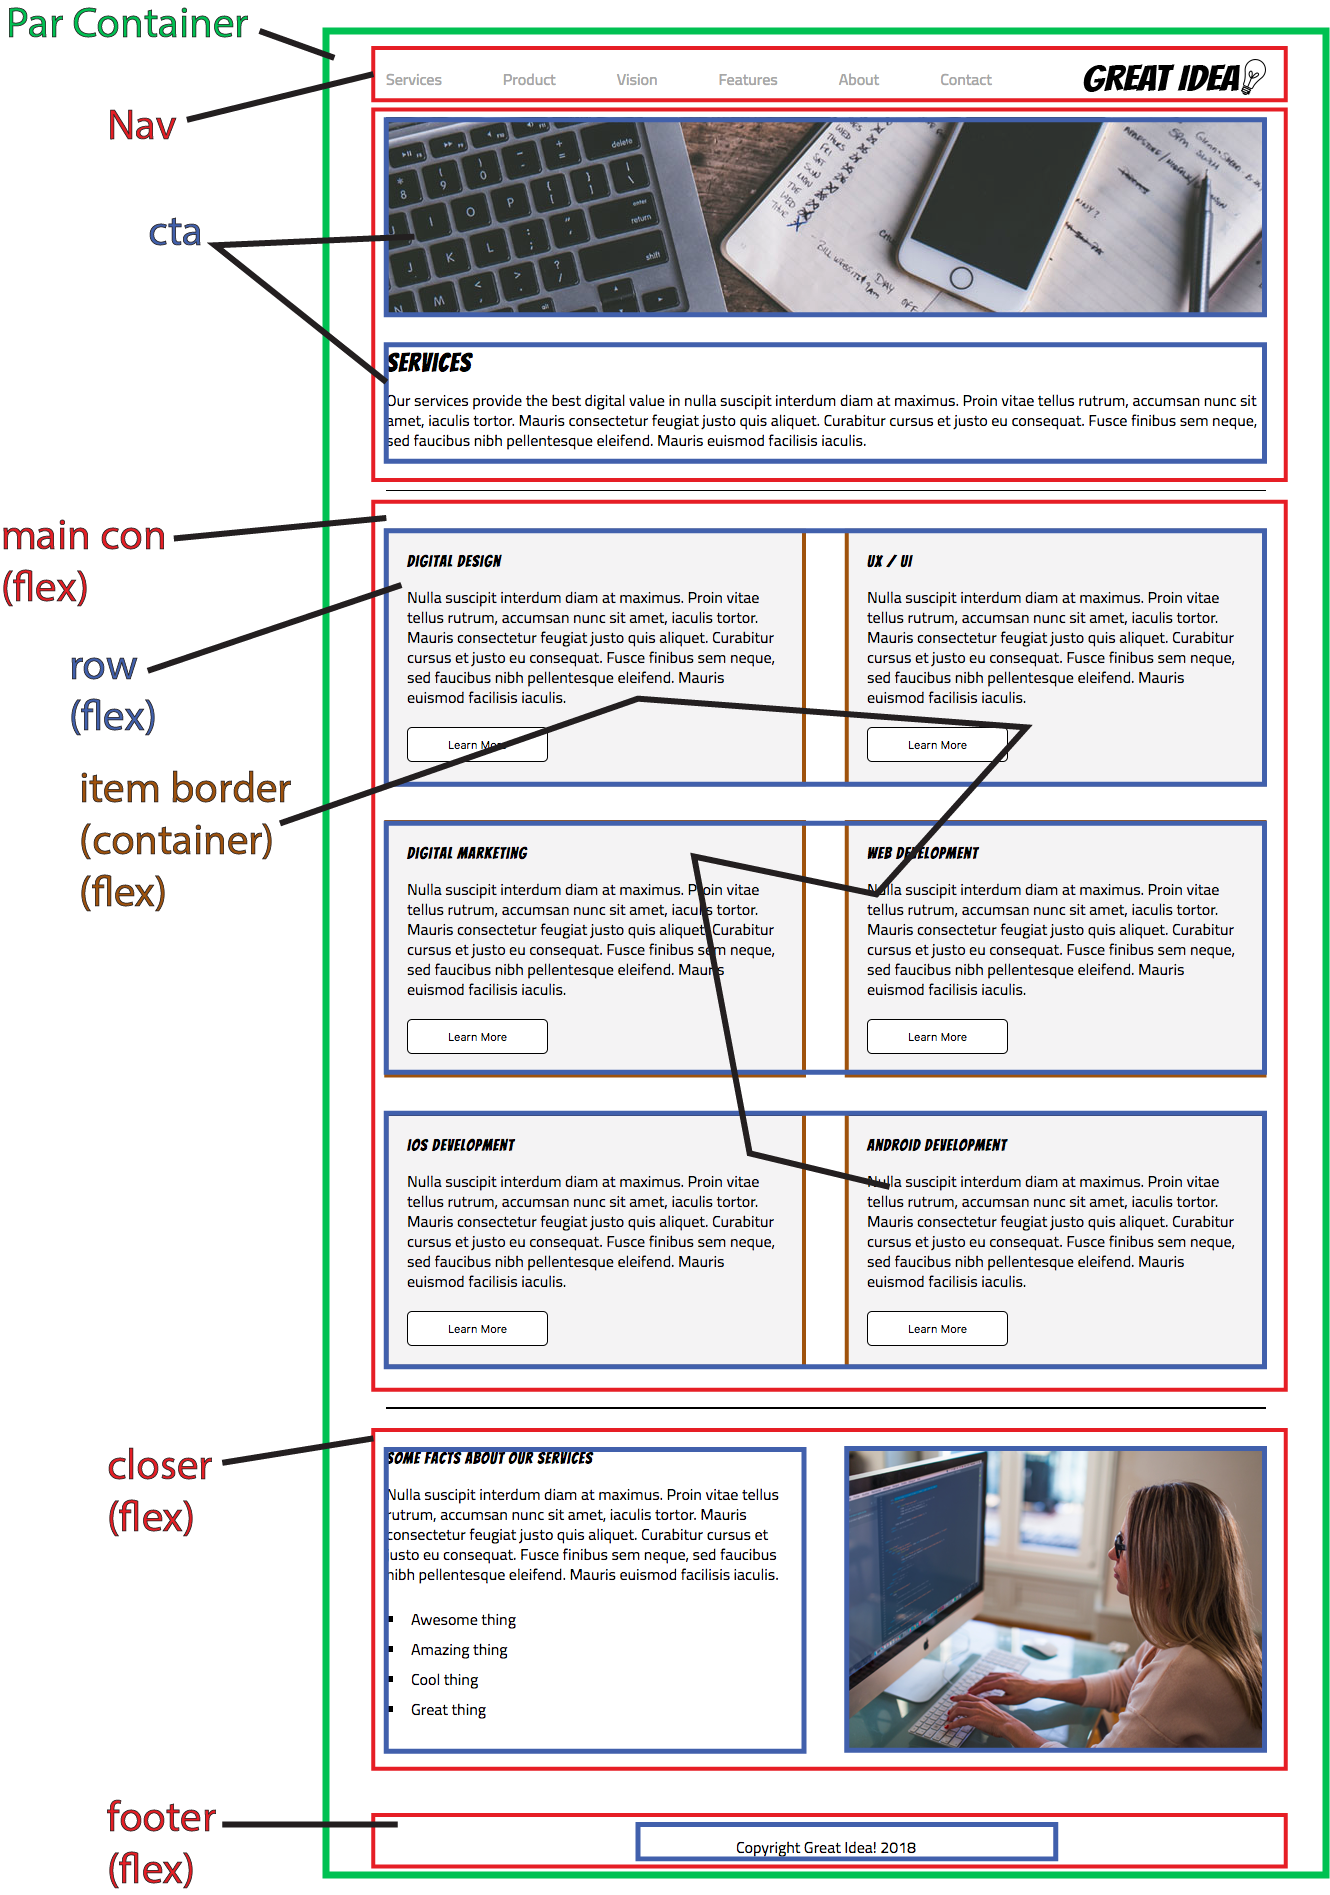 Par Container
Services Product Vision Features About Contact GREAT IDEA
Nav
delete
enter
return
shift
WED
THURS
FRI
S SAT
THE
WED
THUR
BILL WEBSITE
DAY OFF
cta
SERVICES
Our services provide the best digital value in nulla suscipit interdum diam at maximus. Proin vitae tellus rutrum, accumsan nunc sit
amet, iaculis tortor. Mauris consectetur feugiat justo quis aliquet. Curabitur cursus et justo eu consequat. Fusce finibus sem neque,
sed faucibus nibh pellentesque eleifend. Mauris euismod facilisis iaculis.
main con
(flex)
row
(flex)
item border
(container)
(flex)
DIGITAL DESIGN
Nulla suscipit interdum diam at maximus. Proin vitae
tellus rutrum, accumsan nunc sit amet, iaculis tortor.
Mauris consectetur feugiat justo quis aliquet. Curabitur
cursus et justo eu consequat. Fusce finibus sem neque,
sed faucibus nibh pellentesque eleifend. Mauris
euismod facilisis iaculis.
Learn More
UX / UI
Nulla suscipit interdum diam at maximus. Proin vitae
tellus rutrum, accumsan nunc sit amet, iaculis tortor.
Mauris consectetur feugiat justo quis aliquet. Curabitur
cursus et justo eu consequat. Fusce finibus sem neque,
sed faucibus nibh pellentesque eleifend. Mauris
euismod facilisis iaculis.
Learn More
DIGITAL MARKETING
Nulla suscipit interdum diam at maximus. Proin vitae
tellus rutrum, accumsan nunc sit amet, iaculis tortor.
Mauris consectetur feugiat justo quis aliquet. Curabitur
cursus et justo eu consequat. Fusce finibus sem neque,
sed faucibus nibh pellentesque eleifend. Mauris
euismod facilisis iaculis.
Learn More
WEB DEVELOPMENT
Nulla suscipit interdum diam at maximus. Proin vitae
tellus rutrum, accumsan nunc sit amet, iaculis tortor.
Mauris consectetur feugiat justo quis aliquet. Curabitur
cursus et justo eu consequat. Fusce finibus sem neque,
sed faucibus nibh pellentesque eleifend. Mauris
euismod facilisis iaculis.
Learn More
IOS DEVELOPMENT
Nulla suscipit interdum diam at maximus. Proin vitae
tellus rutrum, accumsan nunc sit amet, iaculis tortor.
Mauris consectetur feugiat justo quis aliquet. Curabitur
cursus et justo eu consequat. Fusce finibus sem neque,
sed faucibus nibh pellentesque eleifend. Mauris
euismod facilisis iaculis.
Learn More
ANDROID DEVELOPMENT
Nulla suscipit interdum diam at maximus. Proin vitae
tellus rutrum, accumsan nunc sit amet, iaculis tortor.
Mauris consectetur feugiat justo quis aliquet. Curabitur
cursus et justo eu consequat. Fusce finibus sem neque,
sed faucibus nibh pellentesque eleifend. Mauris
euismod facilisis iaculis.
Learn More
closer
(flex)
SOME FACTS ABOUT OUR SERVICES
Nulla suscipit interdum diam at maximus. Proin vitae tellus
rutrum, accumsan nunc sit amet, iaculis tortor. Mauris
consectetur feugiat justo quis aliquet. Curabitur cursus et
justo eu consequat. Fusce finibus sem neque, sed faucibus
nibh pellentesque eleifend. Mauris euismod facilisis iaculis.
Awesome thing
Amazing thing
Cool thing
Great thing
footer
(flex)
Copyright Great Idea! 2018